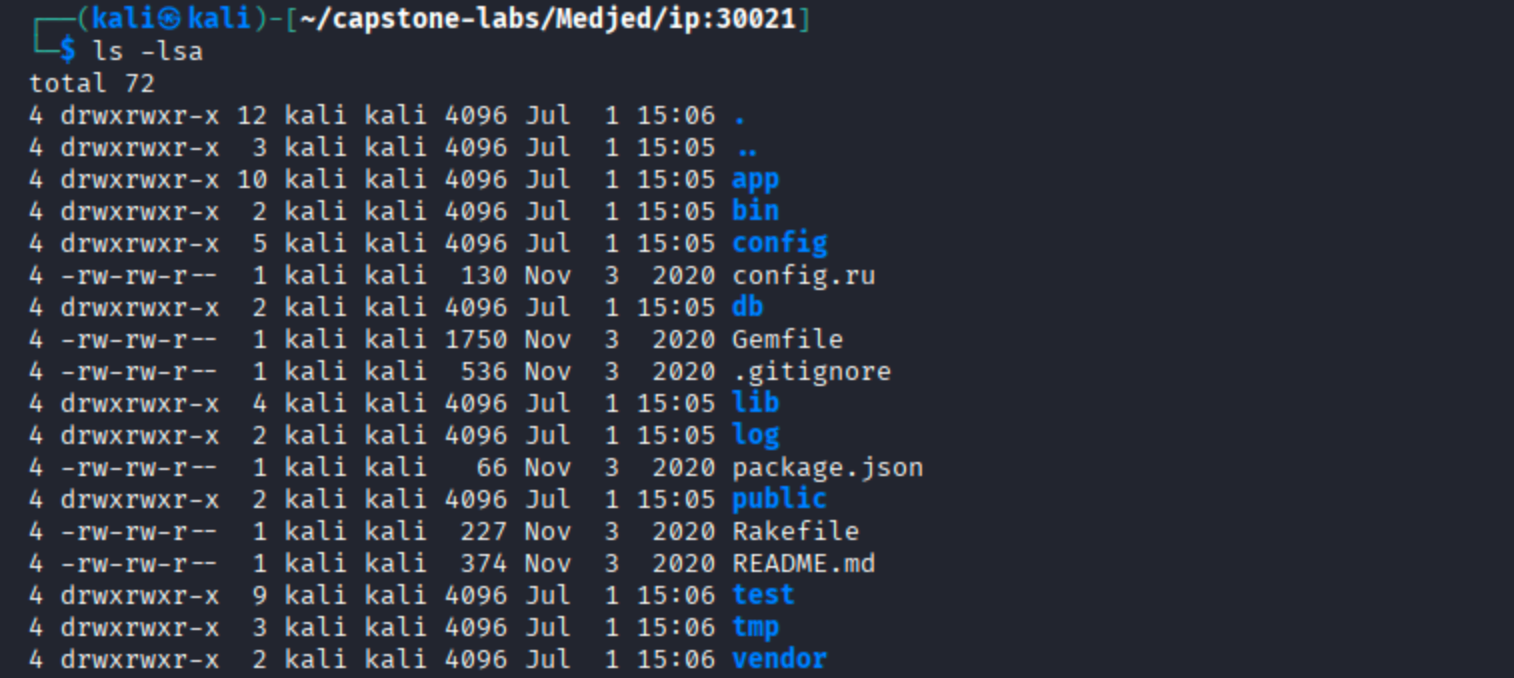 ┌──(kali㉿kali)-[~/capstone-labs/Medjed/ip:30021]
└─$ ls -lsa
total 72
4 drwxrwxr-x 12 kali kali 4096 Jul  1 15:06 .
4 drwxrwxr-x  3 kali kali 4096 Jul  1 15:05 ..
4 drwxrwxr-x 10 kali kali 4096 Jul  1 15:05 app
4 drwxrwxr-x  2 kali kali 4096 Jul  1 15:05 bin
4 drwxrwxr-x  5 kali kali 4096 Jul  1 15:05 config
4 -rw-rw-r--  1 kali kali  130 Nov  3  2020 config.ru
4 drwxrwxr-x  2 kali kali 4096 Jul  1 15:05 db
4 -rw-rw-r--  1 kali kali 1750 Nov  3  2020 Gemfile
4 -rw-rw-r--  1 kali kali  536 Nov  3  2020 .gitignore
4 drwxrwxr-x  4 kali kali 4096 Jul  1 15:05 lib
4 drwxrwxr-x  2 kali kali 4096 Jul  1 15:05 log
4 -rw-rw-r--  1 kali kali   66 Nov  3  2020 package.json
4 drwxrwxr-x  2 kali kali 4096 Jul  1 15:05 public
4 -rw-rw-r--  1 kali kali  227 Nov  3  2020 Rakefile
4 -rw-rw-r--  1 kali kali  374 Nov  3  2020 README.md
4 drwxrwxr-x  9 kali kali 4096 Jul  1 15:06 test
4 drwxrwxr-x  3 kali kali 4096 Jul  1 15:06 tmp
4 drwxrwxr-x  2 kali kali 4096 Jul  1 15:06 vendor